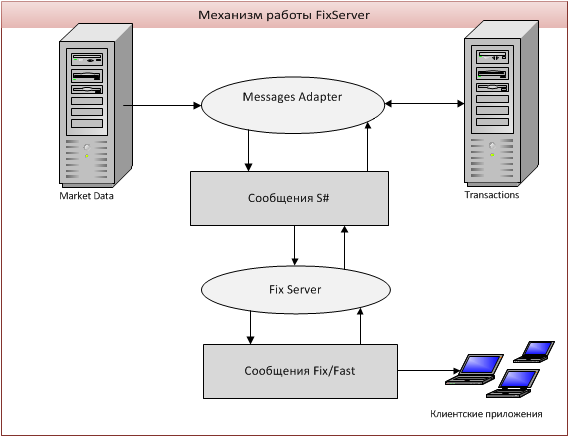 Механизм работы FixServer
Messages Adapter
Market Data
Transactions
Сообщения S#
Fix Server
Сообщения Fix/Fast
Клиентские приложения